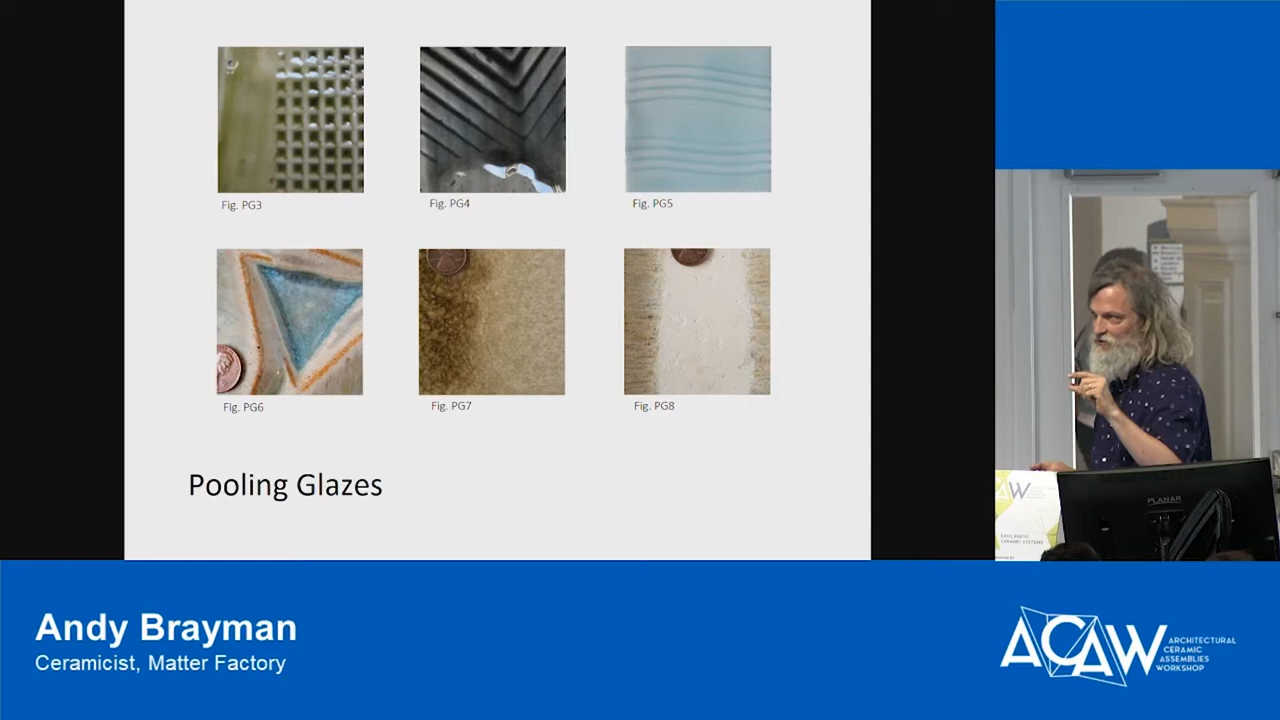 Fig. PG3
Fig. PG4
Fig. PG5
Fig. PG6
Fig. PG7
Fig. PG8
Pooling Glazes
PLANAR
Andy Brayman
Ceramicist, Matter Factory
ACAW
ARCHITECTURAL
CERAMIC
ASSEMBLIES
WORKSHOP